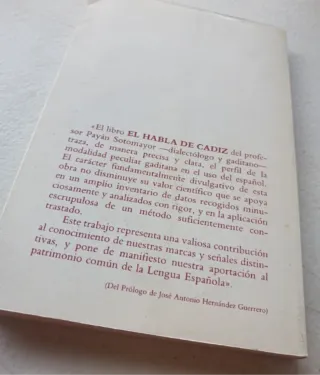 «El libro EL HABLA DE CADIZ del profe-
sor Payán Sotomayor —dialectólogo y gaditano—
traza, de manera precisa y clara, el perfil de la
modalidad peculiar gaditana en el uso del español.
El carácter fundamentalmente divulgativo de esta
obra no disminuye su valor científico que se apoya
en un amplio inventario de datos recogidos minu-
ciosamente y analizados con rigor, y en la aplicación
escrupulosa de un método suficientemente con-
trastado.
Este trabajo representa una valiosa contribución
al conocimiento de nuestras marcas y señales distin-
tivas, y pone de manifiesto nuestra aportación al
patrimonio común de la Lengua Española».
(Del Prólogo de José Antonio Hernández Guerrero)